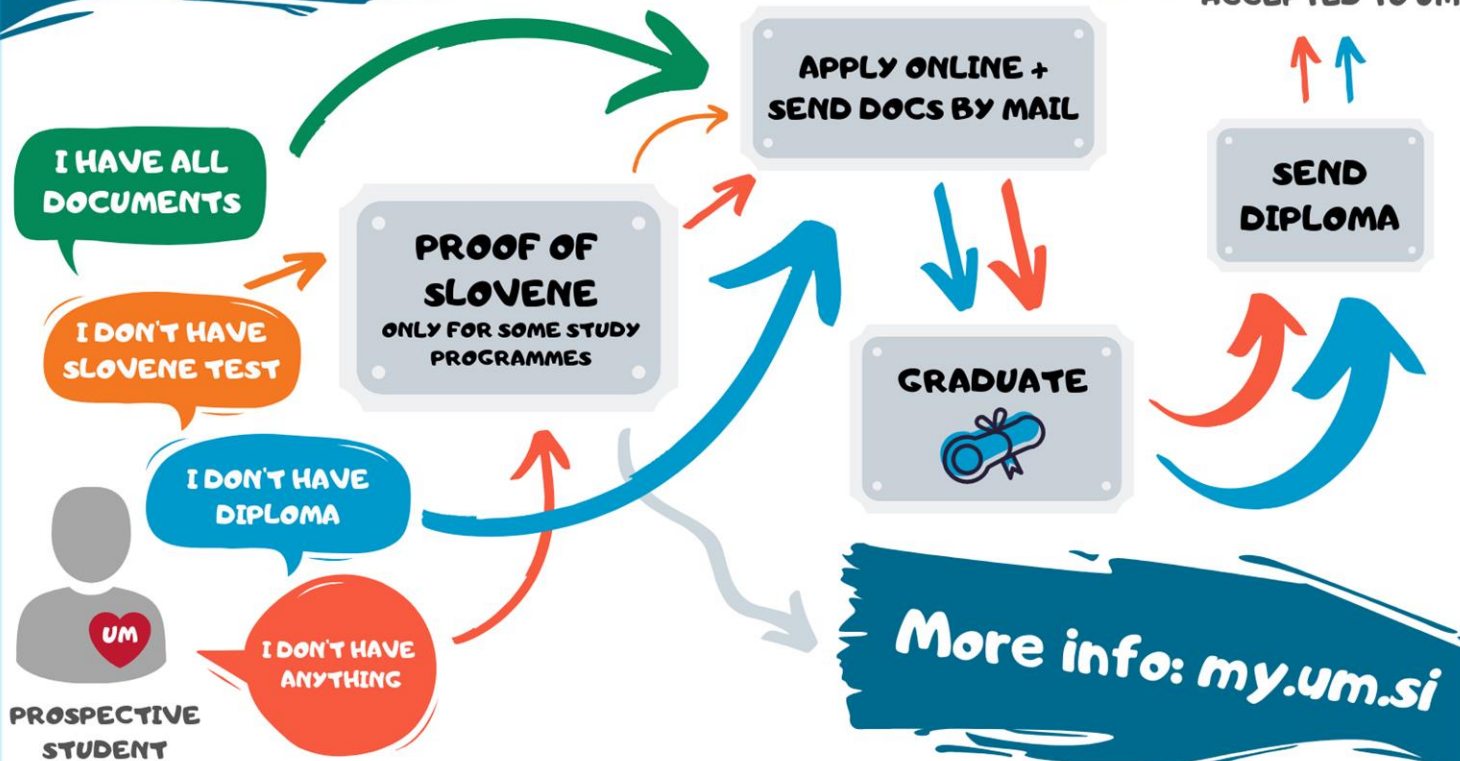 APPLY ONLINE +
SEND DOCS BY MAIL
I HAVE ALL
DOCUMENTS
SEND
DIPLOMA
PROOF OF
SLOVENE
ONLY FOR SOME STUDY
PROGRAMMES
I DON'T HAVE
SLOVENE TEST
GRADUATE
I DON'T HAVE
DIPLOMA
UM
I DON'T HAVE
ANYTHING
More info: my.um.si
PROSPECTIVE
STUDENT